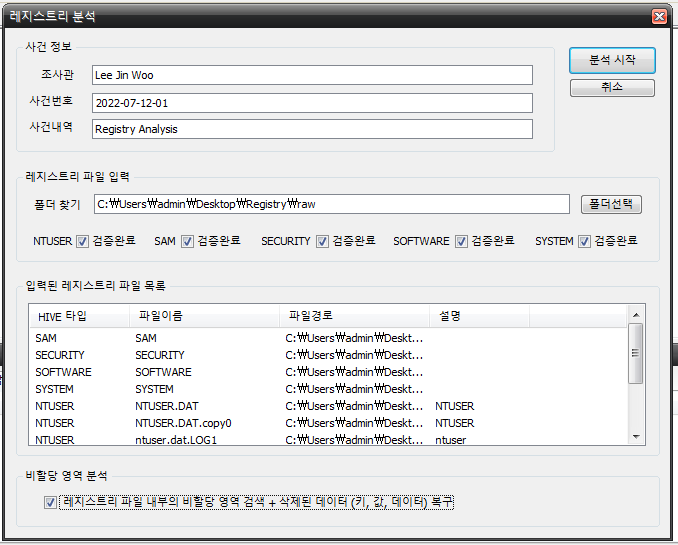 레지스트리 분석
사건 정보
조사관 Lee Jin Woo
사건번호 2022-07-12-01
사건내역 Registry Analysis
분석 시작
취소
레지스트리 파일 입력
폴더 찾기 C:₩Users₩admin₩Desktop₩Registry₩raw 폴더선택
NTUSER 검증완료 SAM 검증완료 SECURITY 검증완료 SOFTWARE 검증완료 SYSTEM 검증완료
입력된 레지스트리 파일 목록
HIVE 타입 파일이름 파일경로 설명
SAM SAM C:₩Users₩admin₩Deskt...
SECURITY SECURITY C:₩Users₩admin₩Deskt...
SOFTWARE SOFTWARE C:₩Users₩admin₩Deskt...
SYSTEM SYSTEM C:₩Users₩admin₩Deskt...
NTUSER NTUSER.DAT C:₩Users₩admin₩Deskt... NTUSER
NTUSER NTUSER.DAT.copy0 C:₩Users₩admin₩Deskt... NTUSER
NTUSER ntuser.dat.LOG1 C:₩Users₩admin₩Deskt... ntuser
비할당 영역 분석
레지스트리 파일 내부의 비할당 영역 검색 + 삭제된 데이터 (키, 값, 데이터) 복구